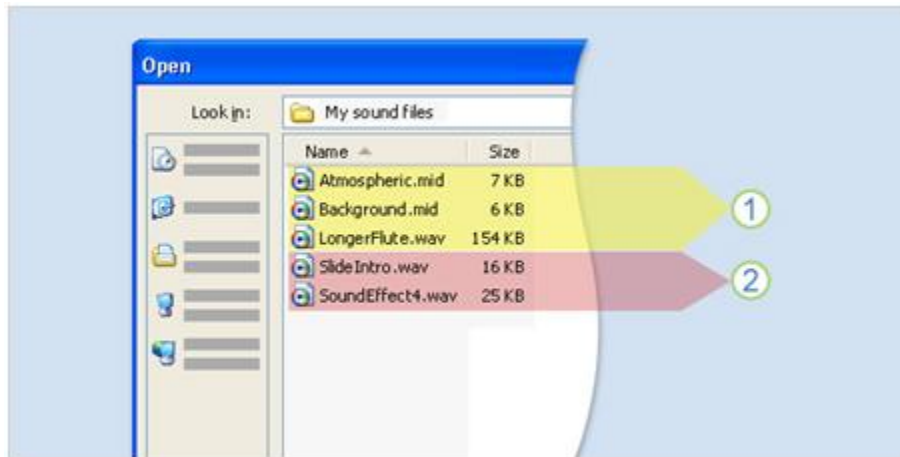 Open
Look in: My sound files
Name Size
Atmospheric.mid 7 KB
Background.mid 6 KB
LongerFlute.wav 154 KB
SlideIntro.wav 16 KB
SoundEffect4.wav 25 KB
1
2